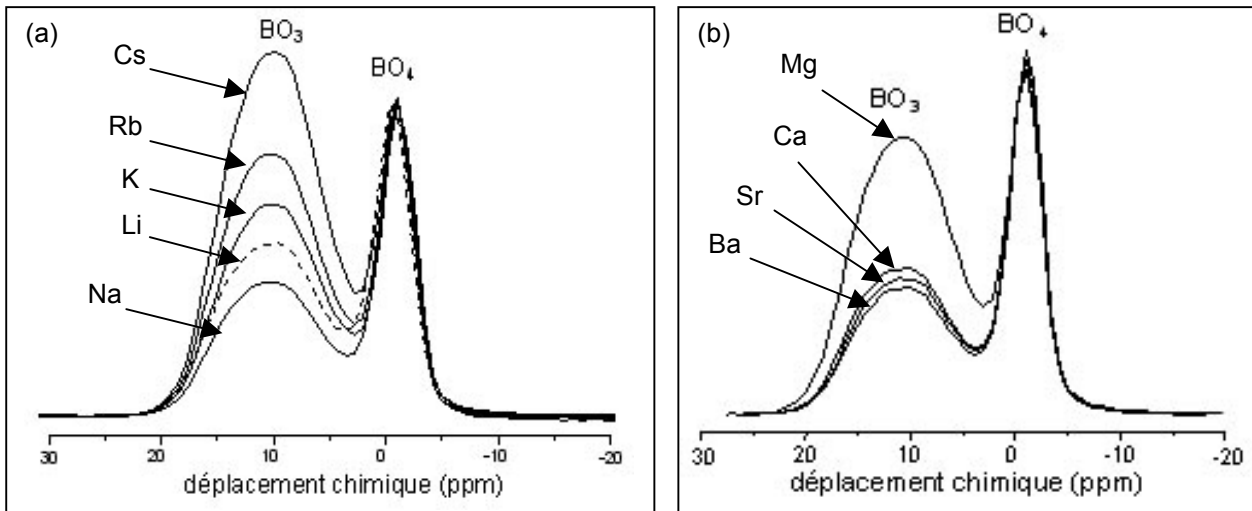 (a)
BO₃
Cs
BO₄
Rb
K
Li
Na
30 20 10 0 -10 -20
déplacement chimique (ppm)
(b)
BO₄
Mg
BO₃
Ca
Sr
Ba
30 20 10 0 -10 -20
déplacement chimique (ppm)